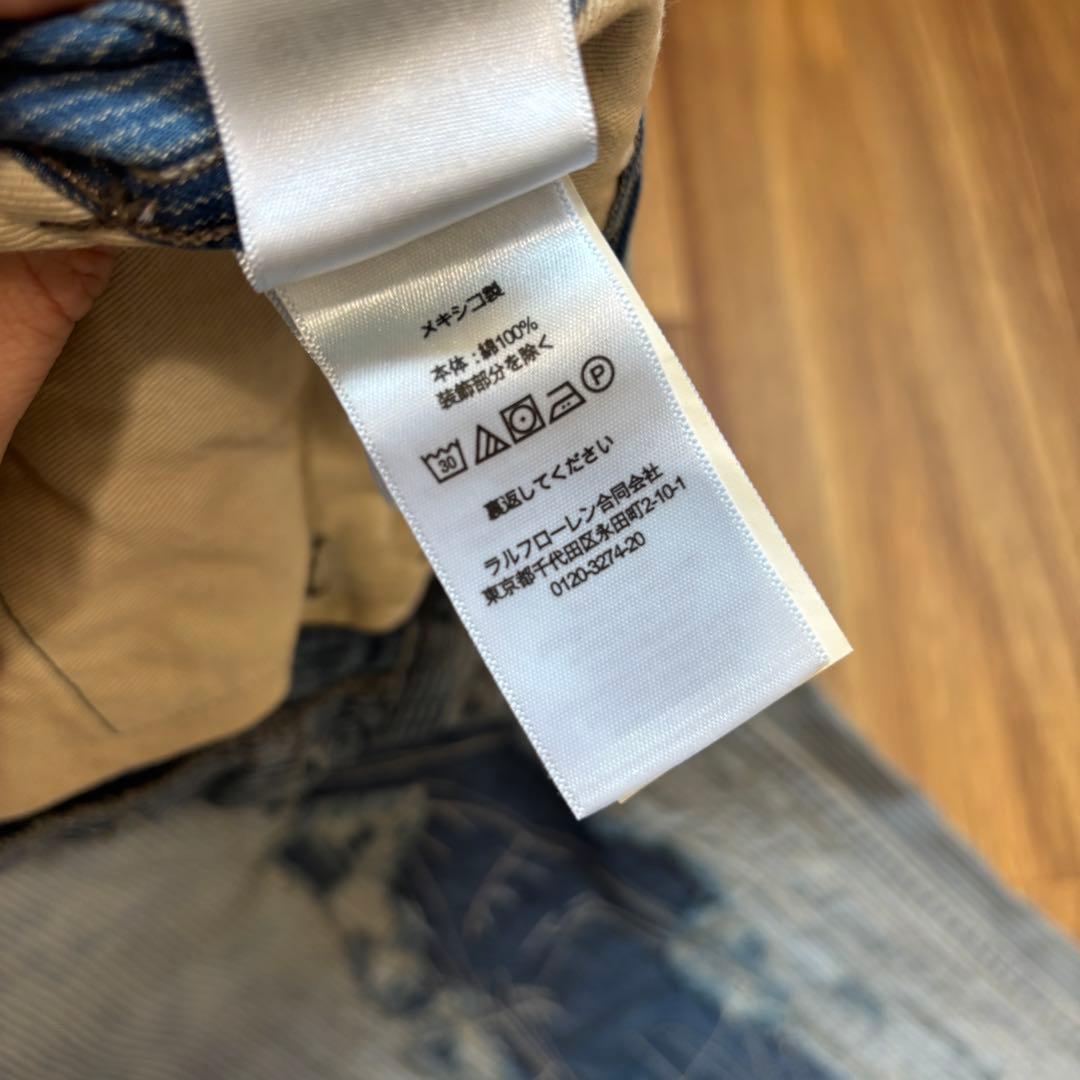 メキシコ製
本体:綿100%
装飾部分を除く
30 P
裏返してください
ラルフローレン合同会社
東京都千代田区永田町2-10-1
0120-3274-20